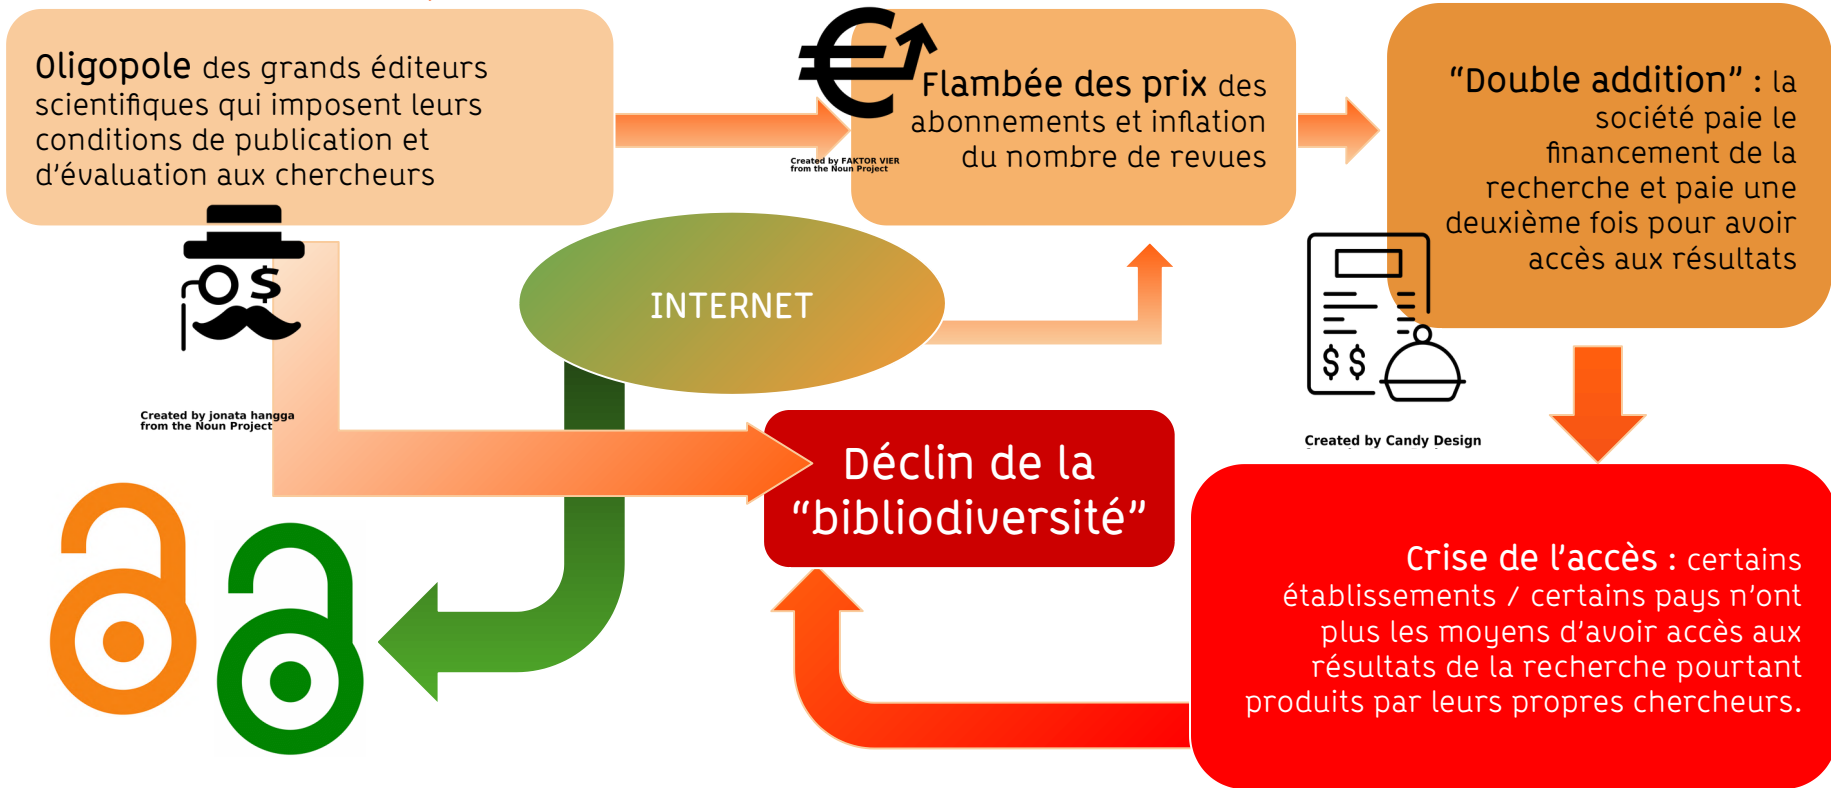 Oligopole des grands éditeurs
scientifiques qui imposent leurs
conditions de publication et
d'évaluation aux chercheurs
Created by jonata hangga
from the Noun Project
Flambée des prix des
abonnements et inflation
du nombre de revues
Created by FAKTOR VIER
from the Noun Project
“Double addition” : la
société paie le
financement de la
recherche et paie une
deuxième fois pour avoir
accès aux résultats
$ $
Created by Candy Design
INTERNET
Déclin de la
“bibliodiversité”
Crise de l'accès : certains
établissements / certains pays n'ont
plus les moyens d'avoir accès aux
résultats de la recherche pourtant
produits par leurs propres chercheurs.